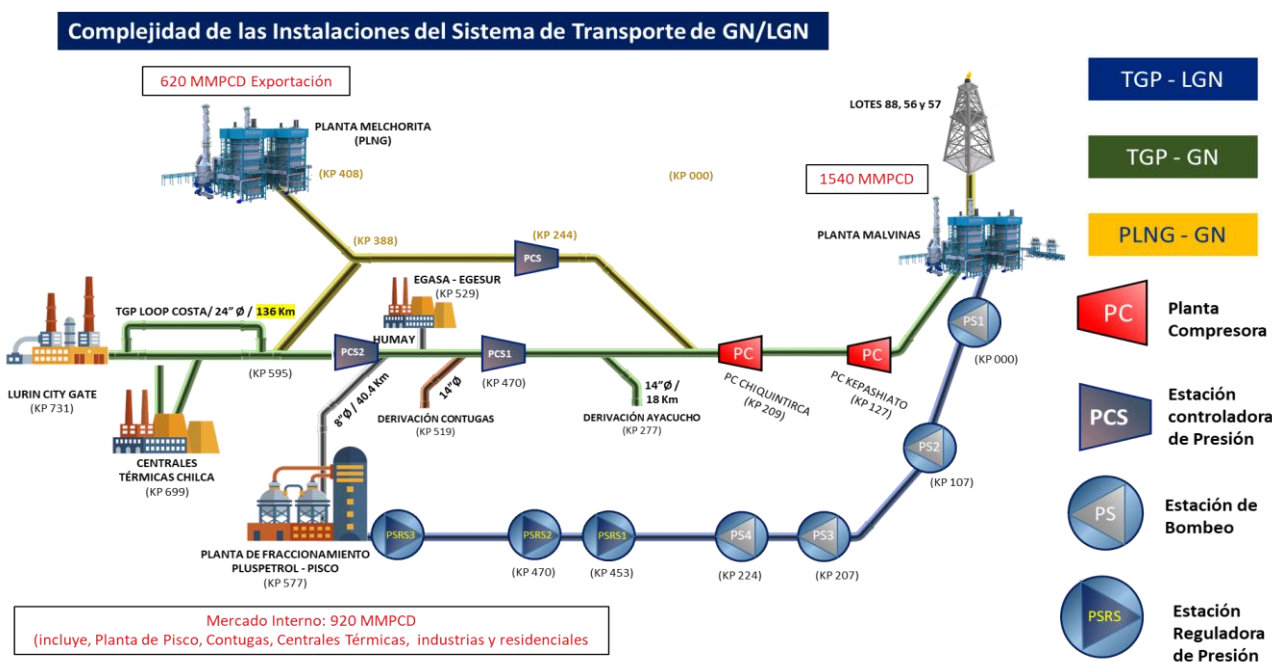 Complejidad de las Instalaciones del Sistema de Transporte de GN/LGN
620 MMPCD Exportación
PLANTA MELCHORITA
(PLNG)
(KP 408)
(KP 000)
LOTES 88, 56 y 57
1540 MMPCD
PLANTA MALVINAS
(KP 388)
(KP 244)
PCS
EGASA - EGESUR
(KP 529)
TGP LOOP COSTA/ 24” Ø / 136 Km
HUMAY
PCS2
PCS1
PC
PC
PS1
(KP 000)
LURIN CITY GATE
(KP 731)
(KP 595)
(KP 470)
8”Ø / 40.4 Km
14”Ø
DERIVACIÓN CONTUGAS
(KP 519)
14”Ø /
18 Km
DERIVACIÓN AYACUCHO
(KP 277)
PC CHIQUINTIRCA
(KP 209)
PC KEPASHIATO
(KP 127)
CENTRALES
TÉRMICAS CHILCA
(KP 699)
PS2
(KP 107)
PLANTA DE FRACCIONAMIENTO
PLUSPETROL - PISCO
(KP 577)
PSRS3
PSRS2
(KP 470)
PSRS1
(KP 453)
PS4
(KP 224)
PS3
(KP 207)
Mercado Interno: 920 MMPCD
(incluye, Planta de Pisco, Contugas, Centrales Térmicas, industrias y residenciales
TGP - LGN
TGP - GN
PLNG - GN
PC
Planta
Compresora
PCS
Estación
controladora
de Presión
PS
Estación de
Bombeo
PSRS
Estación
Reguladora
de Presión